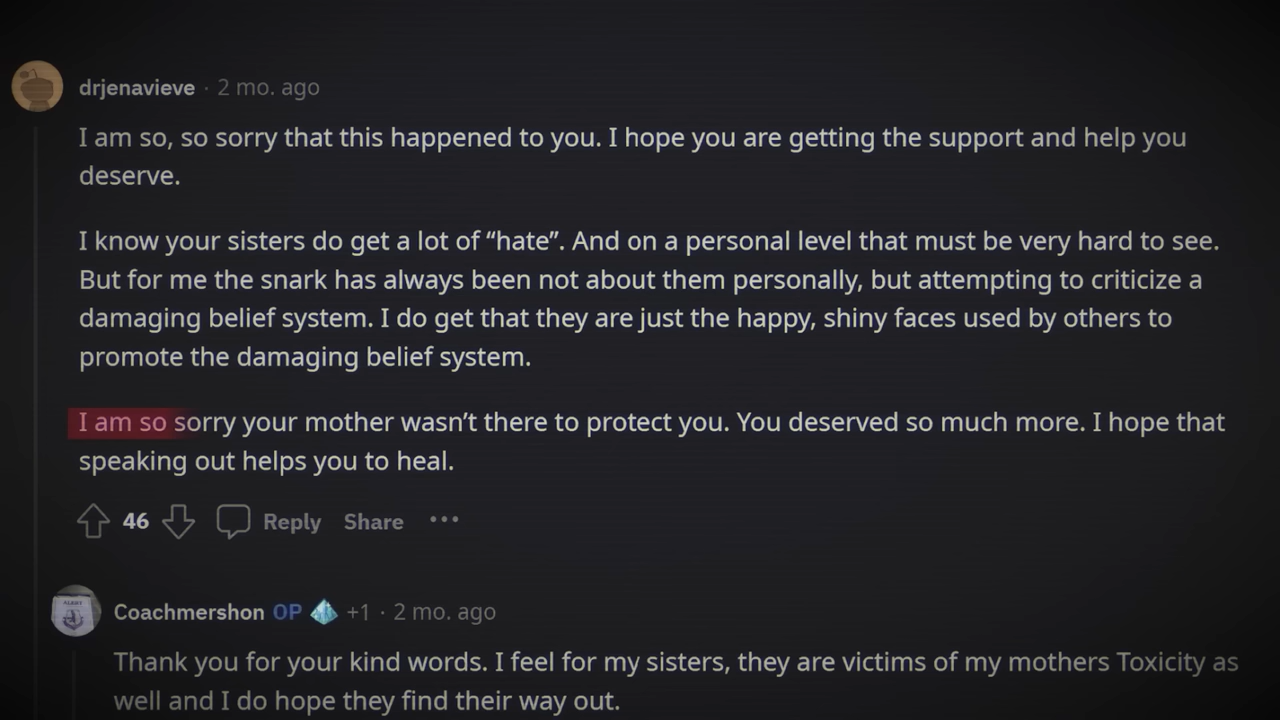 drjenavieve · 2 mo. ago
I am so, so sorry that this happened to you. I hope you are getting the support and help you
deserve.
I know your sisters do get a lot of “hate”. And on a personal level that must be very hard to see.
But for me the snark has always been not about them personally, but attempting to criticize a
damaging belief system. I do get that they are just the happy, shiny faces used by others to
promote the damaging belief system.
I am so sorry your mother wasn’t there to protect you. You deserved so much more. I hope that
speaking out helps you to heal.
46 Reply Share •••
Coachmershon OP +1 · 2 mo. ago
Thank you for your kind words. I feel for my sisters, they are victims of my mothers Toxicity as
well and I do hope they find their way out.